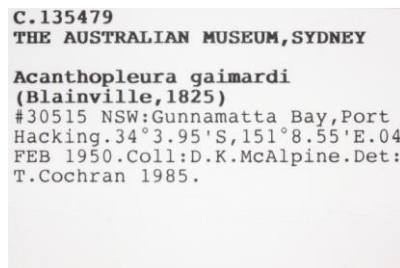 C.135479
THE AUSTRALIAN MUSEUM,SYDNEY
Acanthopleura gaimardi
(Blainville,1825)
#30515 NSW:Gunnamatta Bay,Port
Hacking.34°3.95'S,151°8.55'E.04
FEB 1950.Coll:D.K.McAlpine.Det:
T.Cochran 1985.